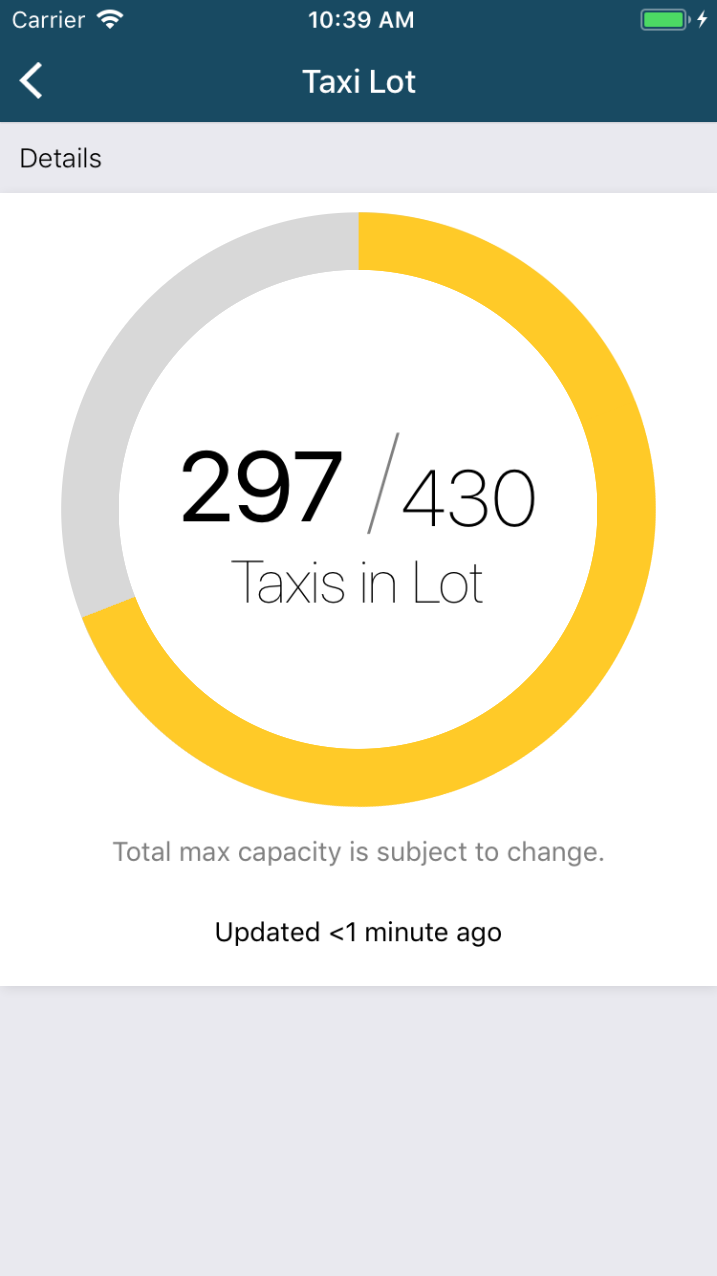 Carrier 10:39 AM
Taxi Lot
Details
297 /430
Taxis in Lot
Total max capacity is subject to change.
Updated <1 minute ago